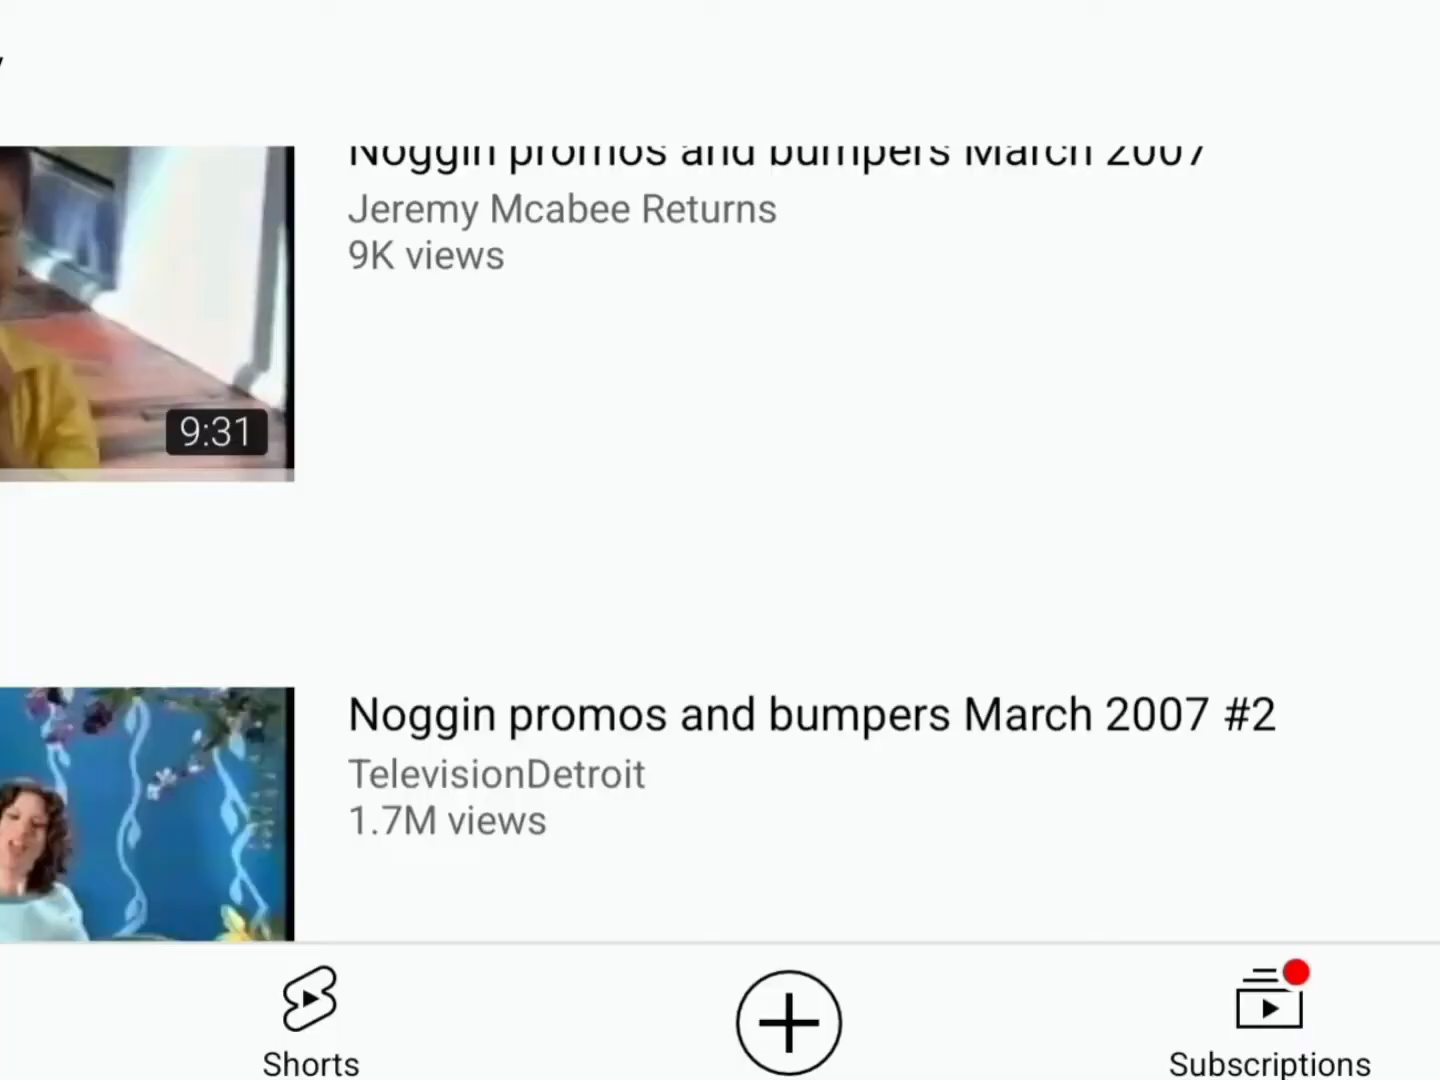 Noggin promos and bumpers March 2007
Jeremy Mcabee Returns
9K views
9:31
Noggin promos and bumpers March 2007 #2
TelevisionDetroit
1.7M views
Shorts
Subscriptions